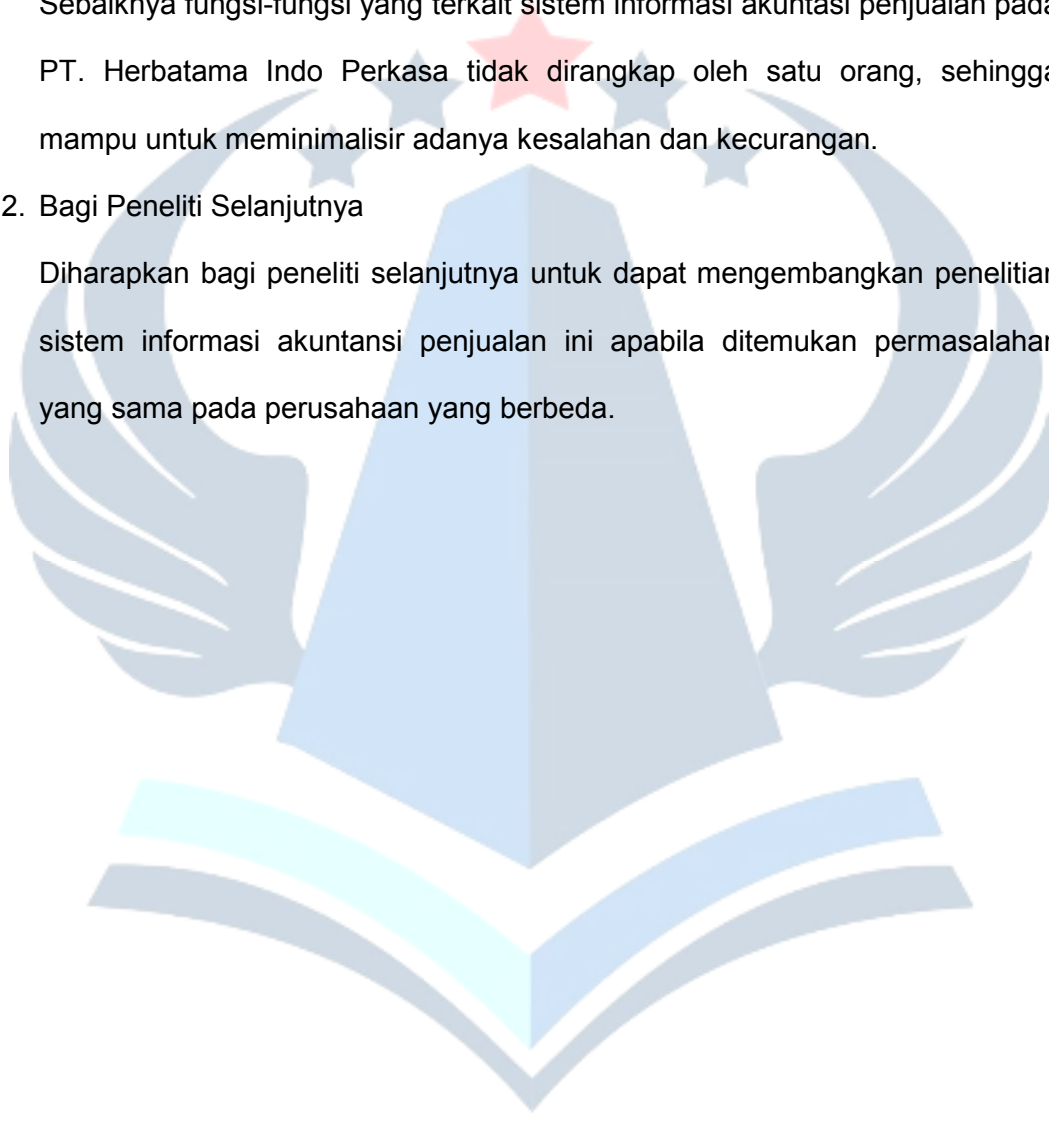 Sebaiknya fungsi-fungsi yang terkait sistem informasi akuntasi penjualan pada
PT. Herbatama Indo Perkasa tidak dirangkap oleh satu orang, sehingga
mampu untuk meminimalisir adanya kesalahan dan kecurangan.
2. Bagi Peneliti Selanjutnya
Diharapkan bagi peneliti selanjutnya untuk dapat mengembangkan penelitian
sistem informasi akuntansi penjualan ini apabila ditemukan permasalahan
yang sama pada perusahaan yang berbeda.